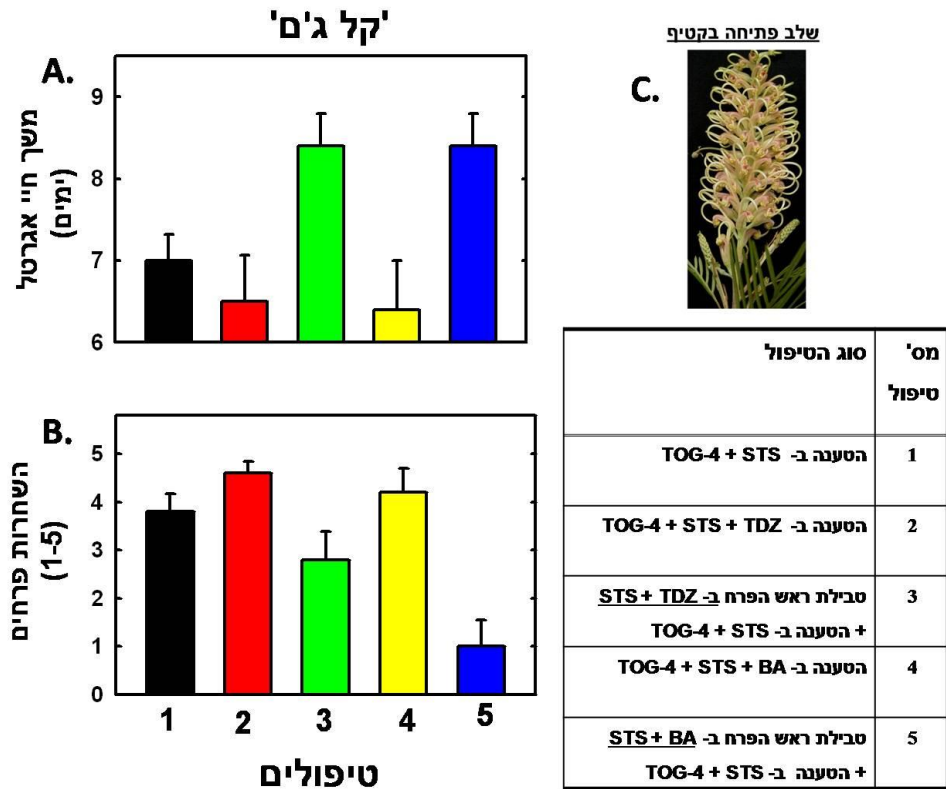 'קל ג'ם'
A.
משך חיי אגרטל
(ימים)
9
8
7
6
B.
השחרות פרחים
(1-5)
5
4
3
2
1
0
1 2 3 4 5
טיפולים
שלב פתיחה בקטיף
C.
מס' טיפול
סוג הטיפול
1
הטענה ב- TOG-4 + STS
2
הטענה ב- TOG-4 + STS + TDZ
3
טבילת ראש הפרח ב- STS + TDZ
+ הטענה ב- TOG-4 + STS
4
הטענה ב- TOG-4 + STS + BA
5
טבילת ראש הפרח ב- STS + BA
+ הטענה ב- TOG-4 + STS